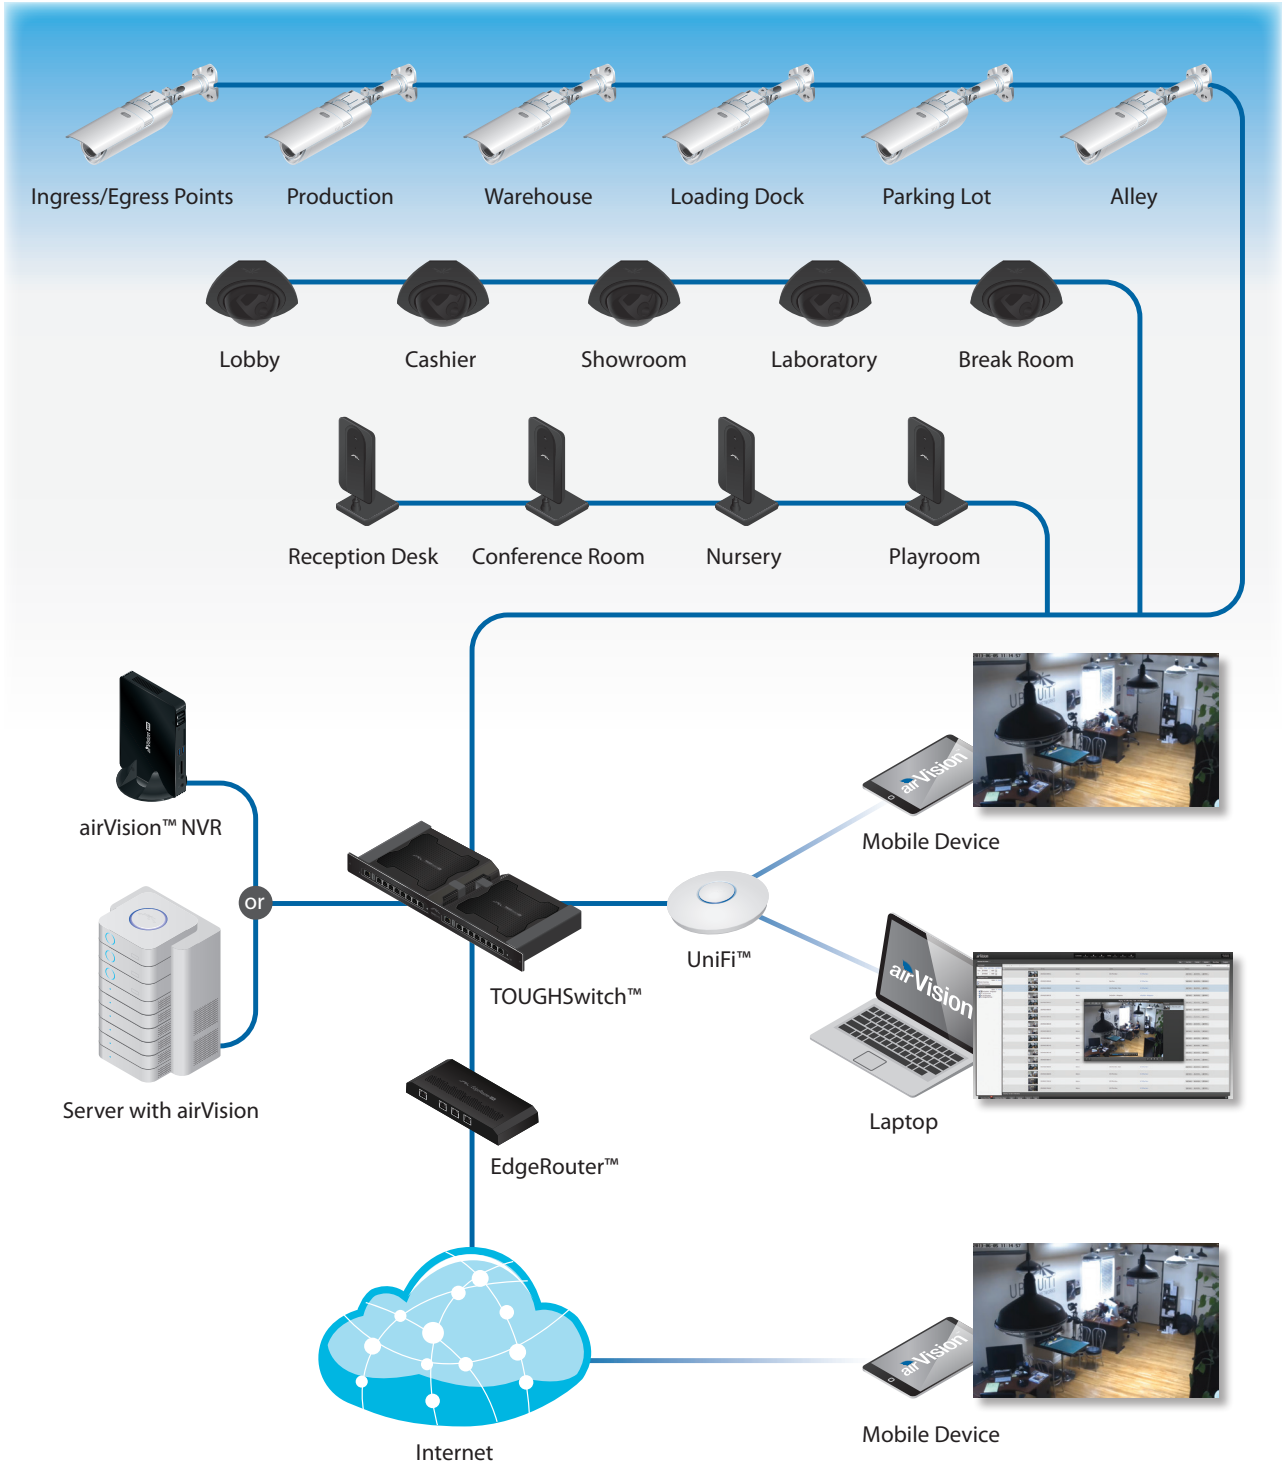 Ingress/Egress Points
Production
Warehouse
Loading Dock
Parking Lot
Alley
Lobby
Cashier
Showroom
Laboratory
Break Room
Reception Desk
Conference Room
Nursery
Playroom
airVision™ NVR
or
Server with airVision
TOUGHSwitch™
UniFi™
airVision
Mobile Device
airVision
Laptop
EdgeRouter™
Internet
airVision
Mobile Device